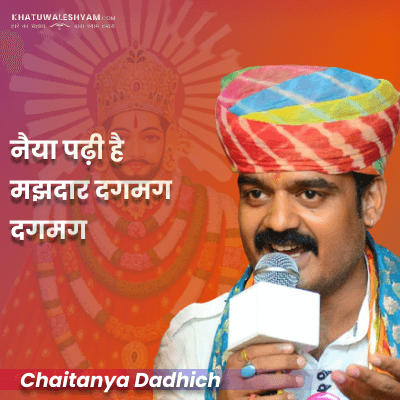 KHATUWALESHYAM.COM
हारे का सहारा, बाबा श्याम हमारा
नैया पढ़ी है
मझदार दगमग
दगमग
Chaitanya Dadhich